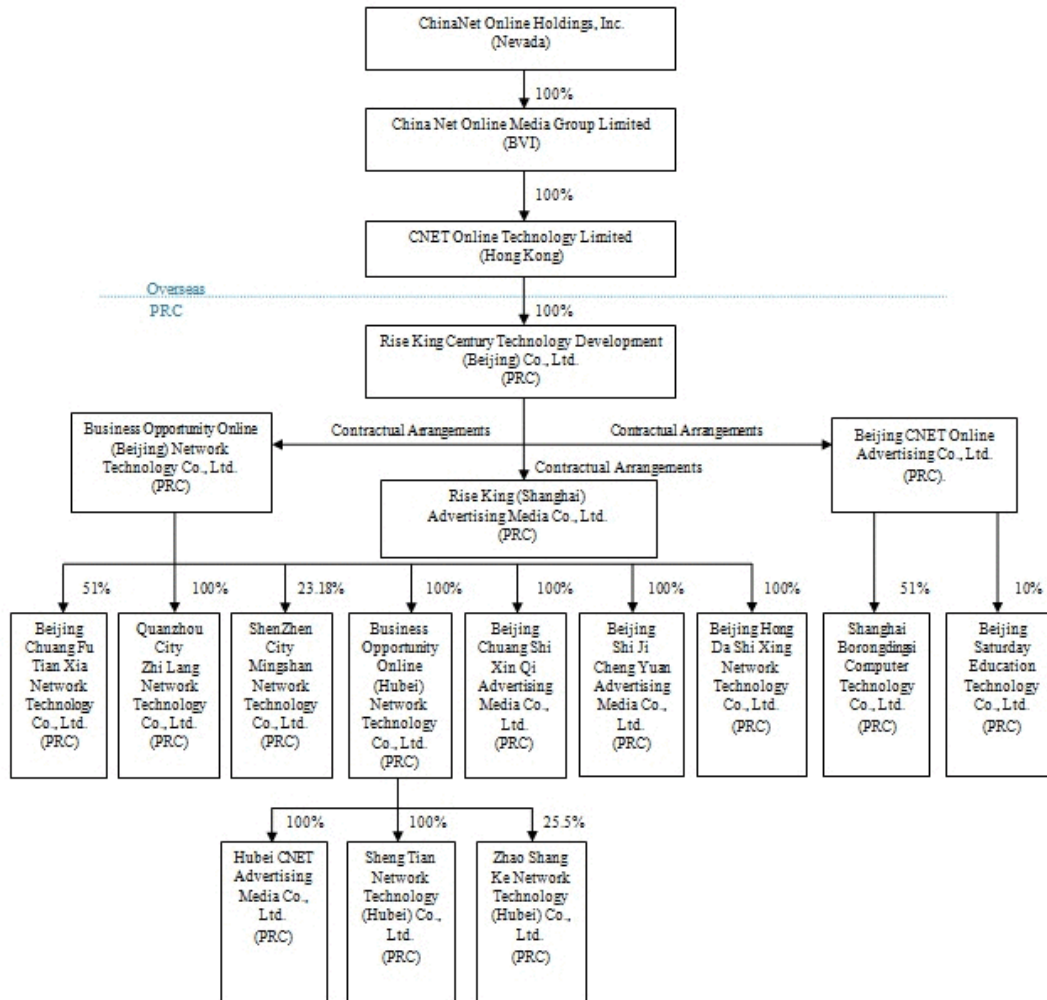 ChinaNet Online Holdings, Inc.
(Nevada)
100%
China Net Online Media Group Limited
(BVI)
100%
CNET Online Technology Limited
(Hong Kong)
Overseas
PRC
100%
Rise King Century Technology Development
(Beijing) Co., Ltd.
(PRC)
Business Opportunity Online
(Beijing) Network
Technology Co., Ltd.
(PRC)
Contractual Arrangements
Contractual Arrangements
Beijing CNET Online
Advertising Co., Ltd.
(PRC).
Contractual Arrangements
Rise King (Shanghai)
Advertising Media Co., Ltd.
(PRC)
51%
100%
23.18%
100%
100%
100%
100%
51%
10%
Beijing
Chuang Fu
Tian Xia
Network
Technology
Co., Ltd.
(PRC)
Quanzhou
City
Zhi Lang
Network
Technology
Co., Ltd.
(PRC)
ShenZhen
City
Mingshan
Network
Technology
Co., Ltd.
(PRC)
Business
Opportunity
Online
(Hubei)
Network
Technology
Co., Ltd.
(PRC)
Beijing
Chuang Shi
Xin Qi
Advertising
Media Co.,
Ltd.
(PRC)
Beijing
Shi Ji
Cheng Yuan
Advertising
Media Co.,
Ltd.
(PRC)
Beijing Hong
Da Shi Xing
Network
Technology
Co., Ltd.
(PRC)
Shanghai
Borongdingsi
Computer
Technology
Co., Ltd.
(PRC)
Beijing
Saturday
Education
Technology
Co., Ltd.
(PRC)
100%
100%
25.5%
Hubei CNET
Advertising
Media Co.,
Ltd.
(PRC)
Sheng Tian
Network
Technology
(Hubei) Co.,
Ltd.
(PRC)
Zhao Shang
Ke Network
Technology
(Hubei) Co.,
Ltd.
(PRC)